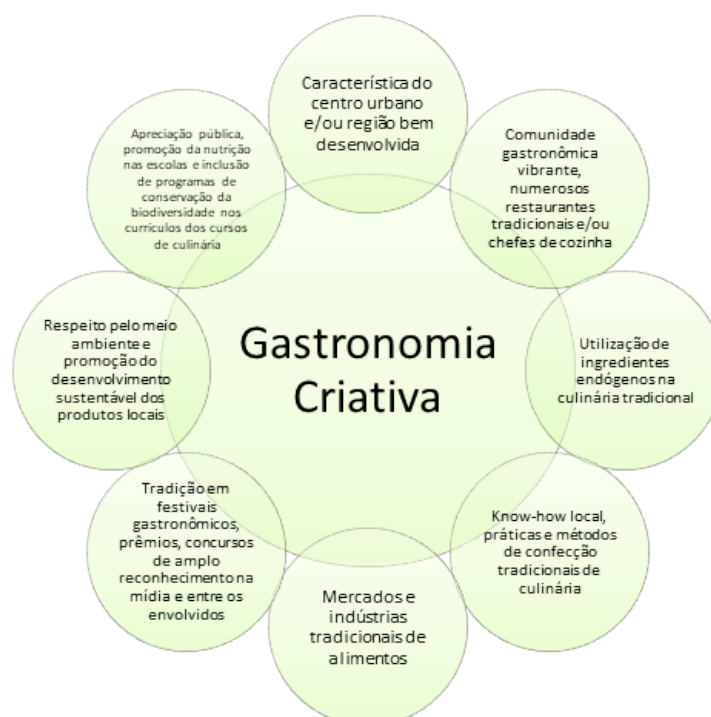 Característica do
centro urbano
e/ou região bem
desenvolvida
Comunidade
gastronômica
vibrante,
numerosos
restaurantes
tradicionais e/ou
chefes de cozinha
Utilização de
ingredientes
endógenos na
culinária tradicional
Know-how local,
práticas e métodos
de confecção
tradicionais de
culinária
Mercados e
indústrias
tradicionais de
alimentos
Tradição em
festivais
gastronômicos,
prêmios, concursos
de amplo
reconhecimento na
mídia e entre os
envolvidos
Respeito pelo meio
ambiente e
promoção do
desenvolvimento
sustentável dos
produtos locais
Apreciação pública,
promoção da nutrição
nas escolas e inclusão
de programas de
conservação da
biodiversidade nos
currículos dos cursos
de culinária
Gastronomia
Criativa